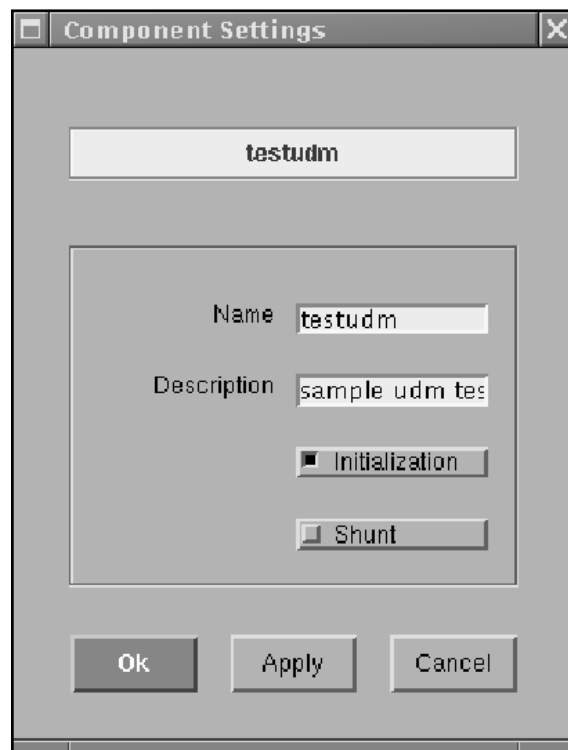 Component Settings
testudm
Name testudm
Description sample udm tes
Initialization
Shunt
Ok Apply Cancel